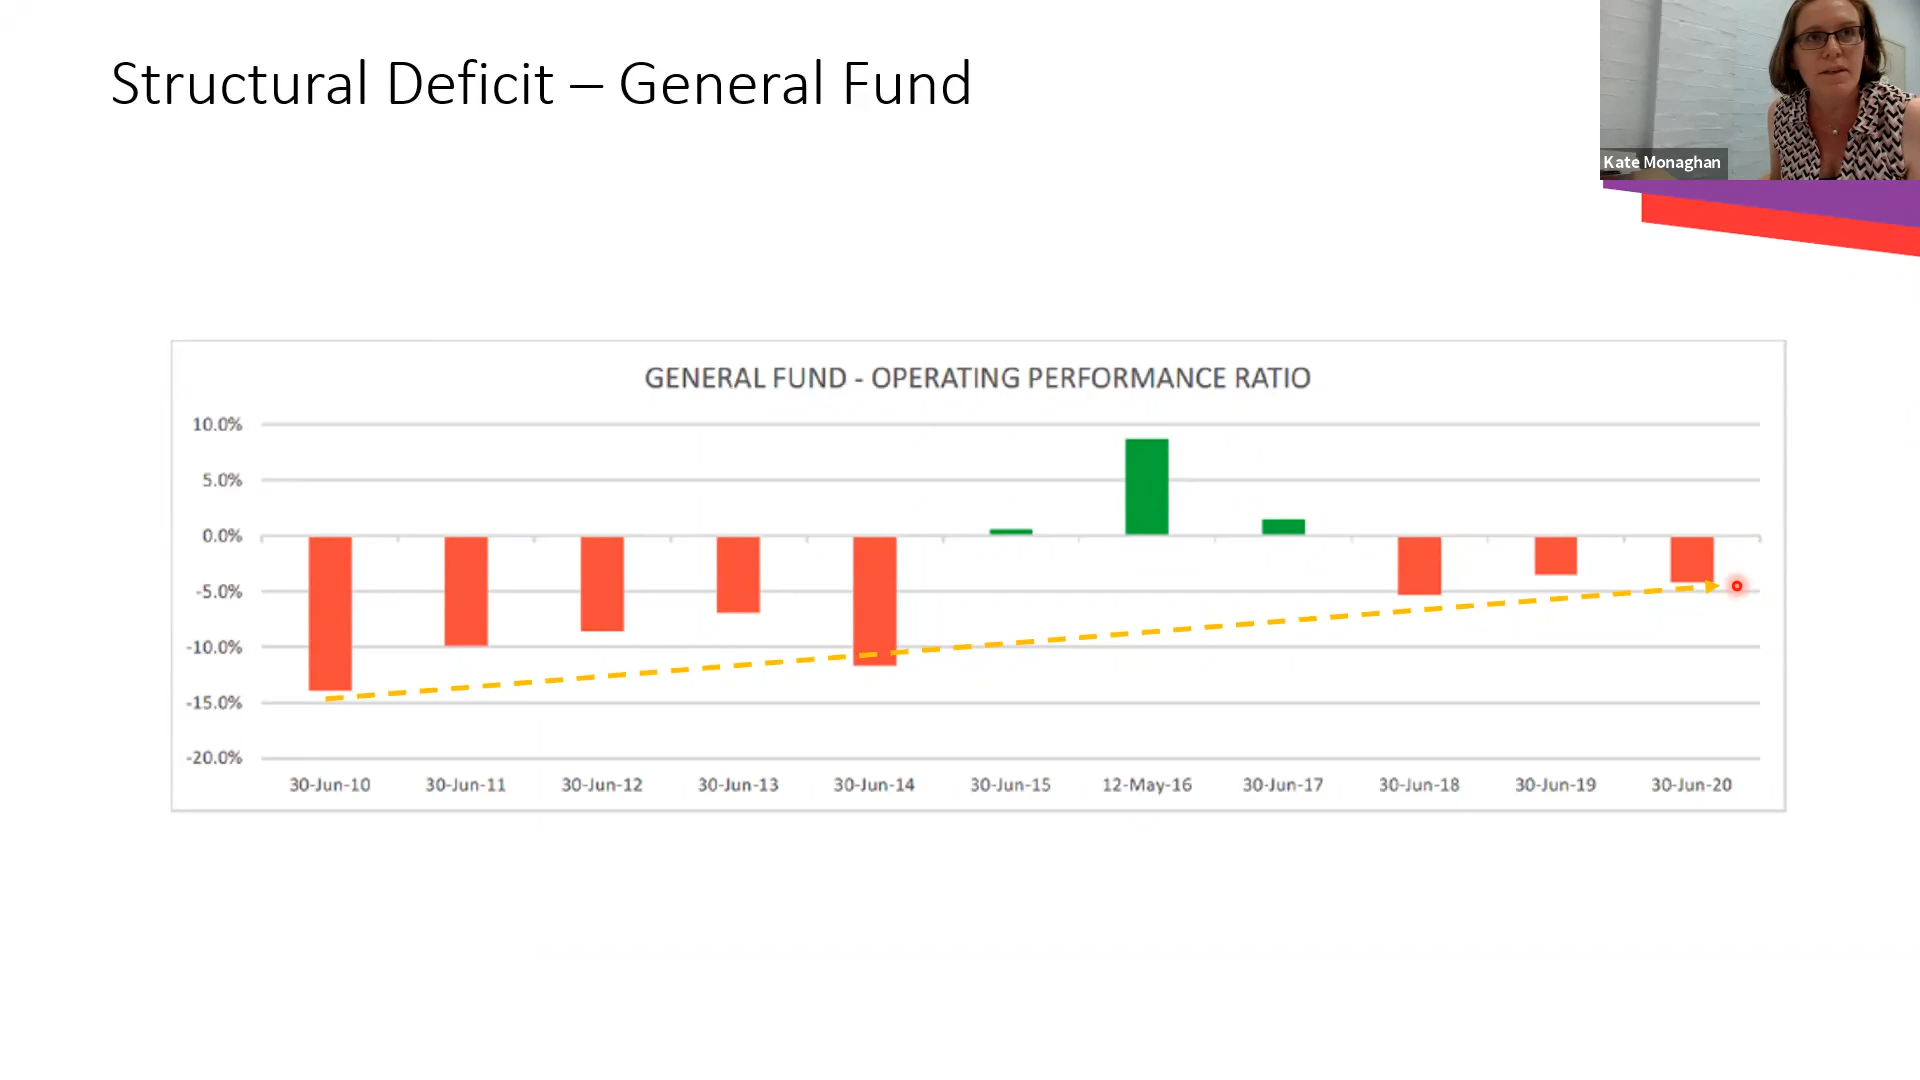 Structural Deficit – General Fund
Kate Monaghan
GENERAL FUND - OPERATING PERFORMANCE RATIO
10.0%
5.0%
0.0%
-5.0%
-10.0%
-15.0%
-20.0%
30-Jun-10 30-Jun-11 30-Jun-12 30-Jun-13 30-Jun-14 30-Jun-15 12-May-16 30-Jun-17 30-Jun-18 30-Jun-19 30-Jun-20